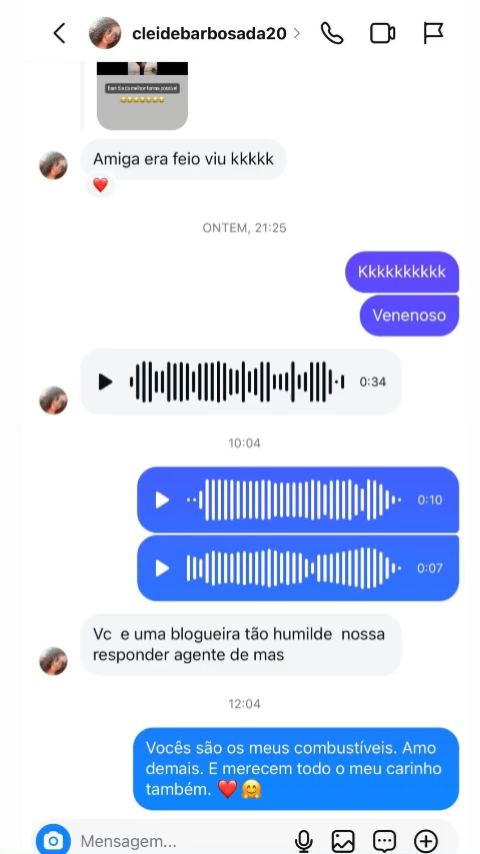 cleidebarbosada20
Amiga era feio viu kkkkk
ONTEM, 21:25
Kkkkkkkkkk
Venenoso
0:34
10:04
0:10
0:07
Vc e uma blogueira tão humilde nossa
responder agente de mas
12:04
Vocês são os meus combustíveis. Amo
demais. E merecem todo o meu carinho
também. ❤️🤗
Mensagem...